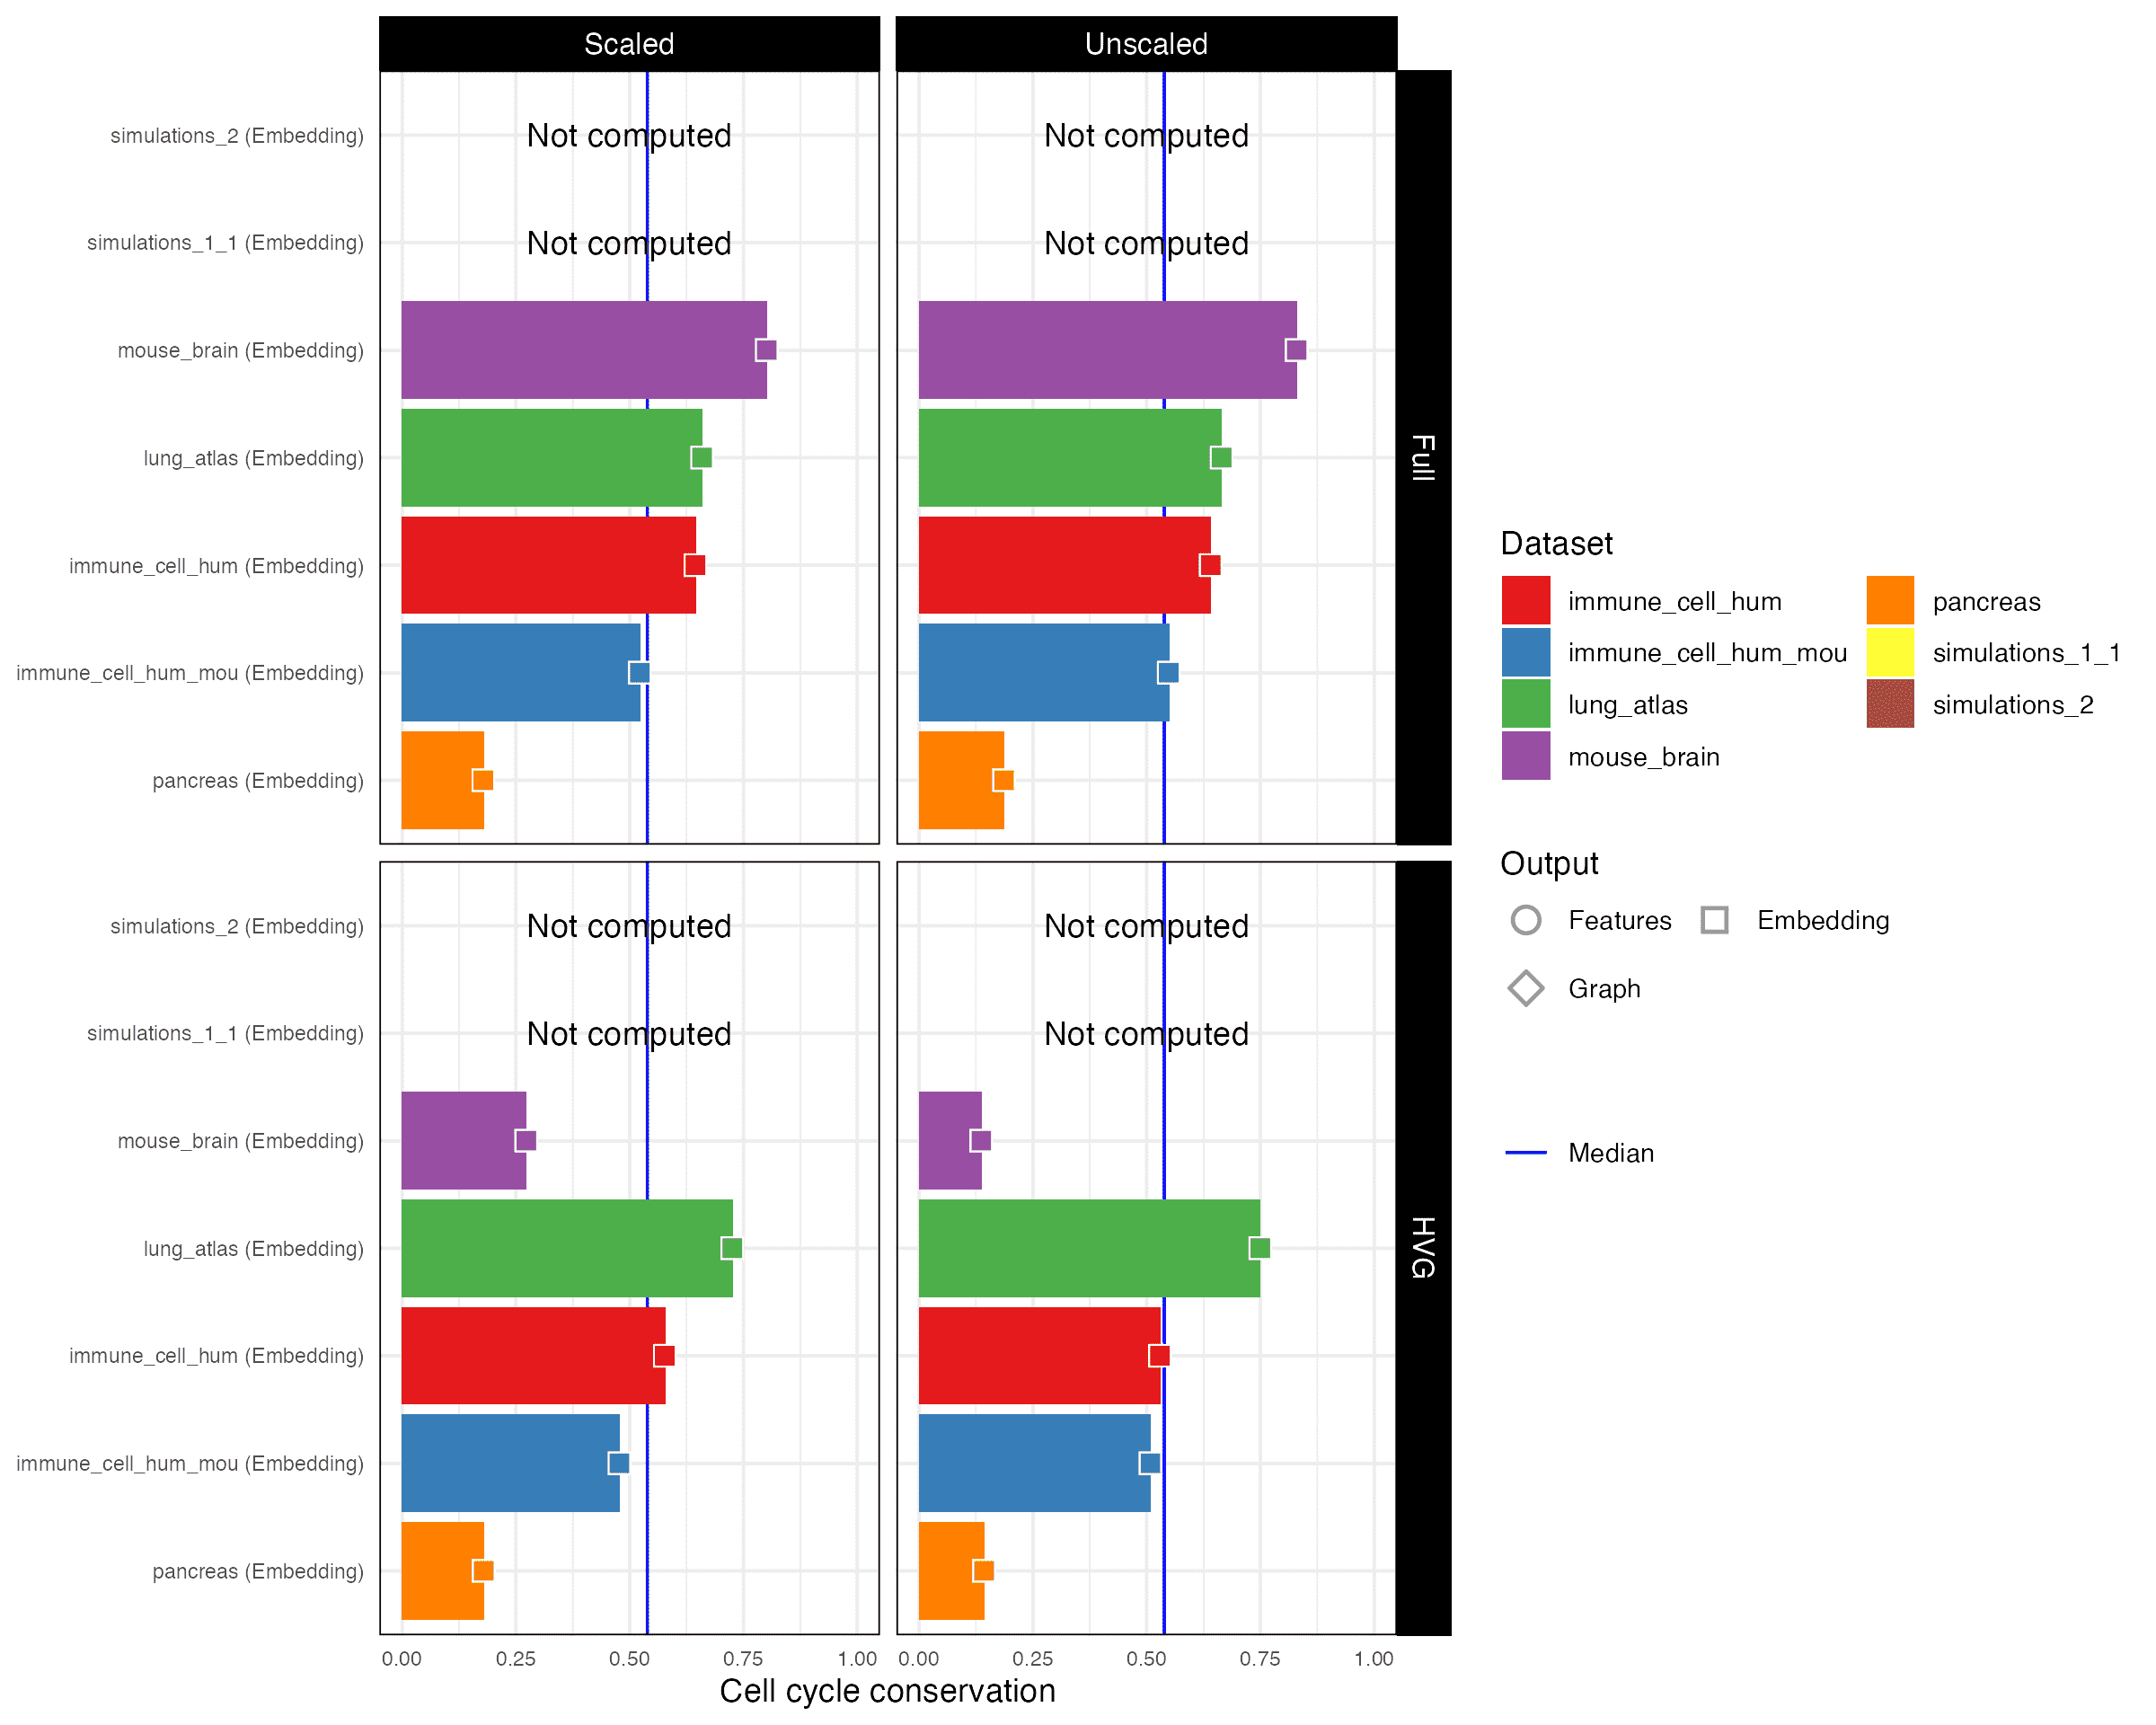 Scaled
Unscaled
Full
simulations_2 (Embedding)
Not computed
Not computed
simulations_1_1 (Embedding)
Not computed
Not computed
mouse_brain (Embedding)
lung_atlas (Embedding)
immune_cell_hum (Embedding)
immune_cell_hum_mou (Embedding)
pancreas (Embedding)
HVG
simulations_2 (Embedding)
Not computed
Not computed
simulations_1_1 (Embedding)
Not computed
Not computed
mouse_brain (Embedding)
lung_atlas (Embedding)
immune_cell_hum (Embedding)
immune_cell_hum_mou (Embedding)
pancreas (Embedding)
0.00 0.25 0.50 0.75 1.00
0.00 0.25 0.50 0.75 1.00
Cell cycle conservation
Dataset
immune_cell_hum
immune_cell_hum_mou
lung_atlas
mouse_brain
pancreas
simulations_1_1
simulations_2
Output
Features
Embedding
Graph
Median